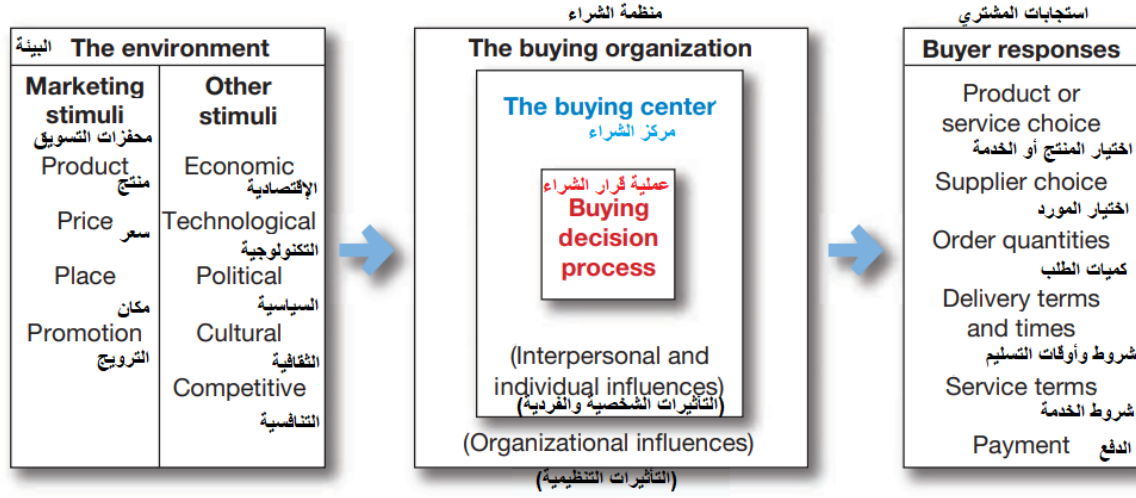 البيئة The environment
Marketing
stimuli
محفزات التسويق
Product
منتج
Price سعر
Place
مكان
Promotion
الترويج
Other
stimuli
Economic
الإقتصادية
Technological
التكنولوجية
Political
السياسية
Cultural
الثقافية
Competitive
التنافسية
منظمة الشراء
The buying organization
The buying center
مركز الشراء
عملية قرار الشراء
Buying
decision
process
(Interpersonal and
individual influences)
(التأثيرات الشخصية والفردية)
(Organizational influences)
(التأثيرات التنظيمية)
استجابات المشتري
Buyer responses
Product or
service choice
اختيار المنتج أو الخدمة
Supplier choice
اختيار المورد
Order quantities
كميات الطلب
Delivery terms
and times
شروط وأوقات التسليم
Service terms
شروط الخدمة
Payment الدفع